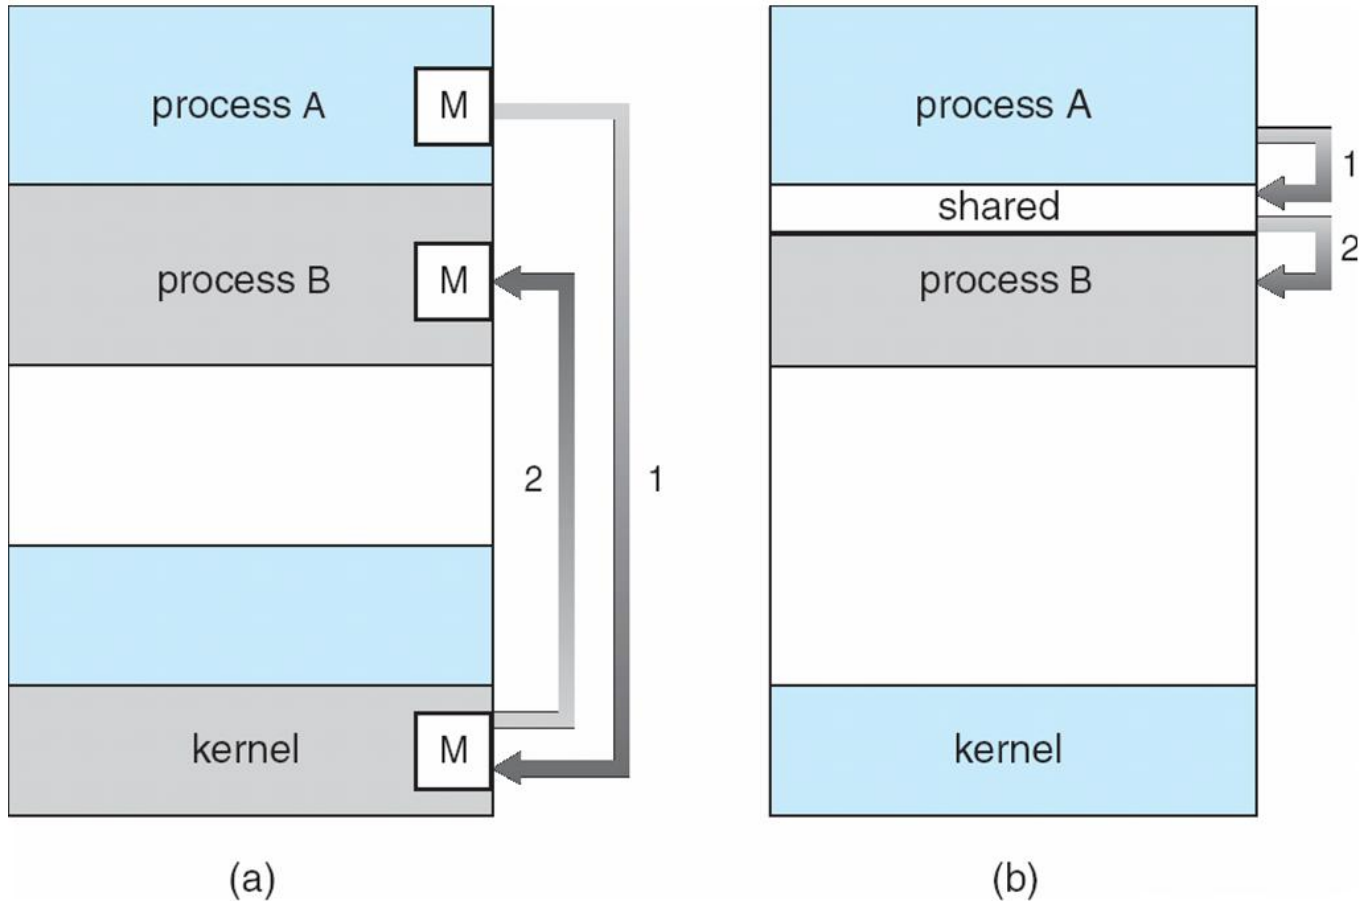 process A
M
process B
M
2
1
kernel
M
(a)
process A
1
shared
2
process B
kernel
(b)